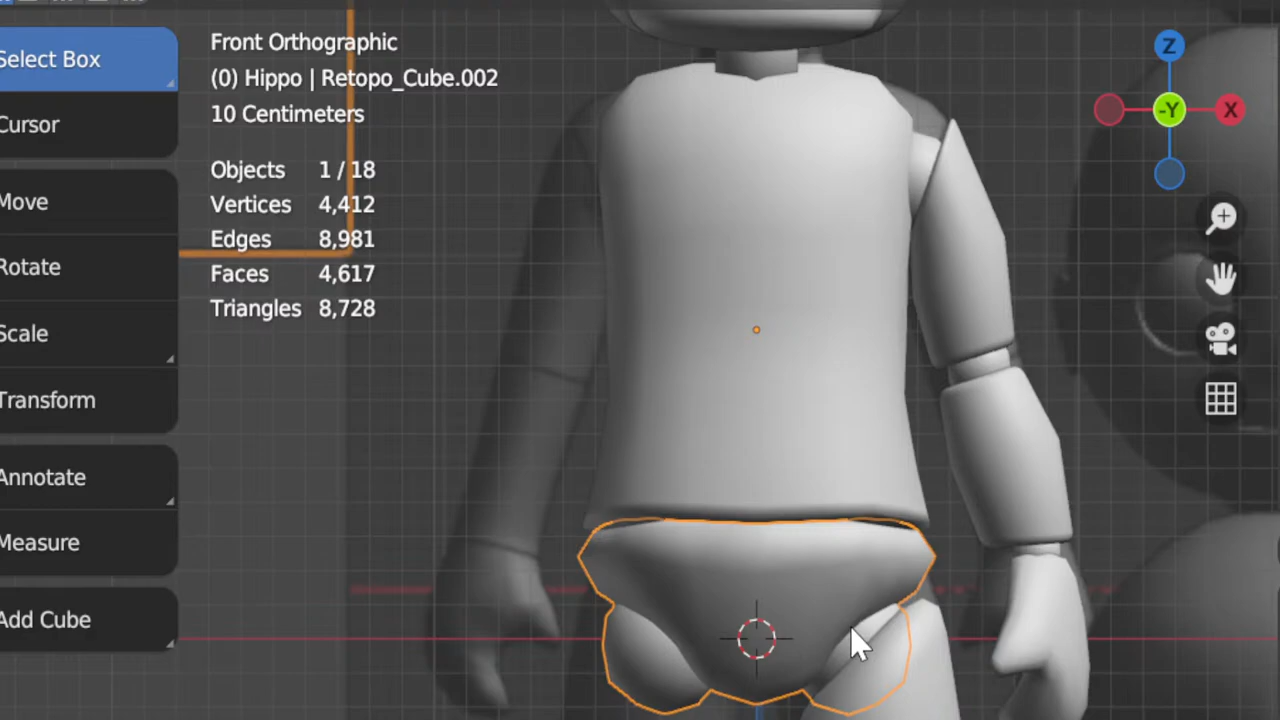 Select Box
Cursor
Move
Rotate
Scale
Transform
Annotate
Measure
Add Cube
Front Orthographic
(0) Hippo | Retopo_Cube.002
10 Centimeters
Objects 1 / 18
Vertices 4,412
Edges 8,981
Faces 4,617
Triangles 8,728
Z
-Y
X